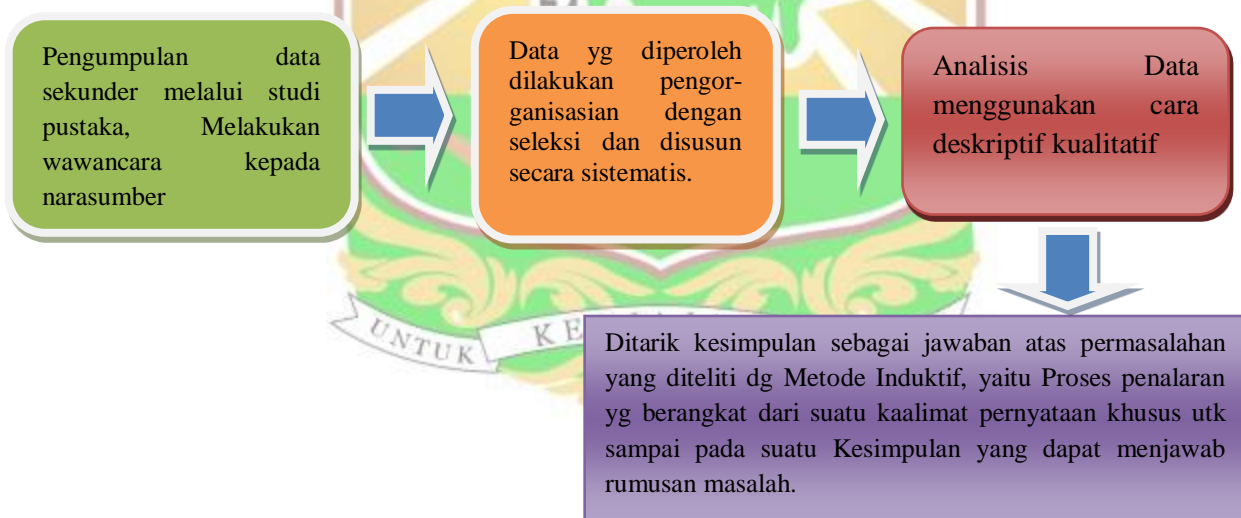 Pengumpulan data
sekunder melalui studi
pustaka, Melakukan
wawancara kepada
narasumber
Data yg diperoleh
dilakukan pengor-
ganisasian dengan
seleksi dan disusun
secara sistematis.
Analisis Data
menggunakan cara
deskriptif kualitatif
UNTUK
Ditarik kesimpulan sebagai jawaban atas permasalahan
yang diteliti dg Metode Induktif, yaitu Proses penalaran
yg berangkat dari suatu kaalimat pernyataan khusus utk
sampai pada suatu Kesimpulan yang dapat menjawab
rumusan masalah.